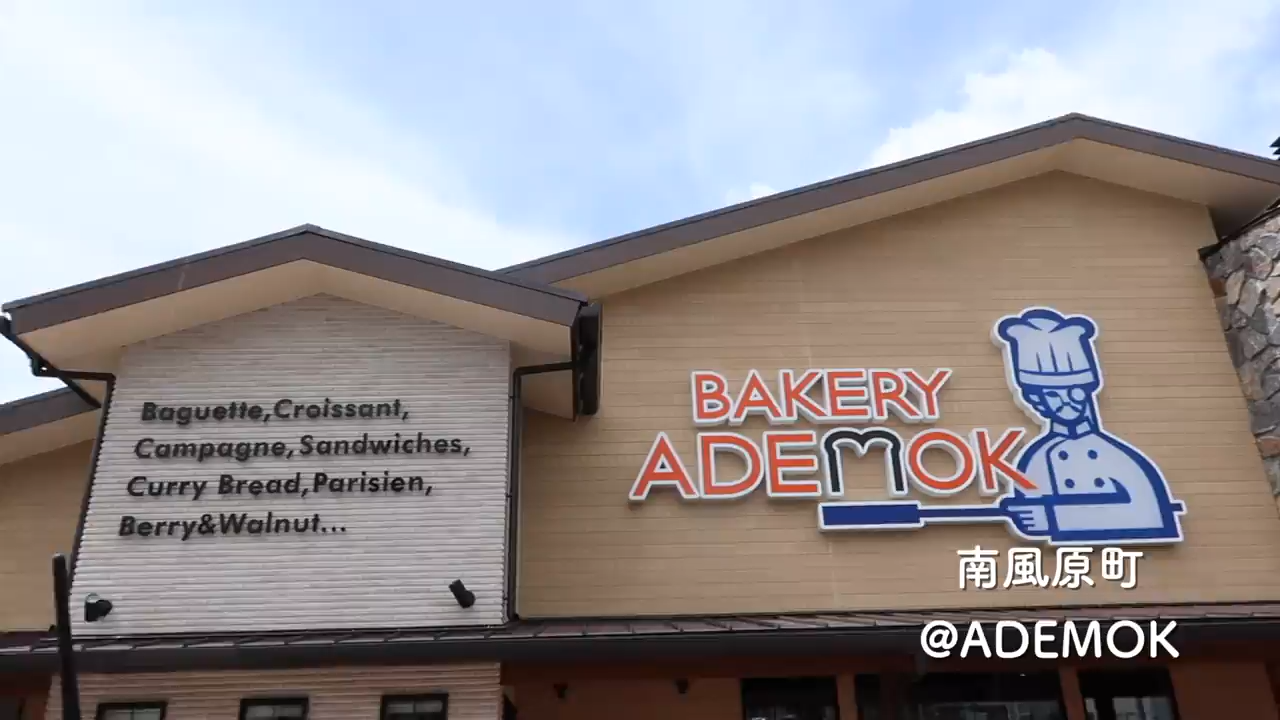 Baguette,Croissant,
Campagne,Sandwiches,
Curry Bread,Parisien,
Berry&Walnut...
BAKERY
ADEMOK
南風原町
@ADEMOK